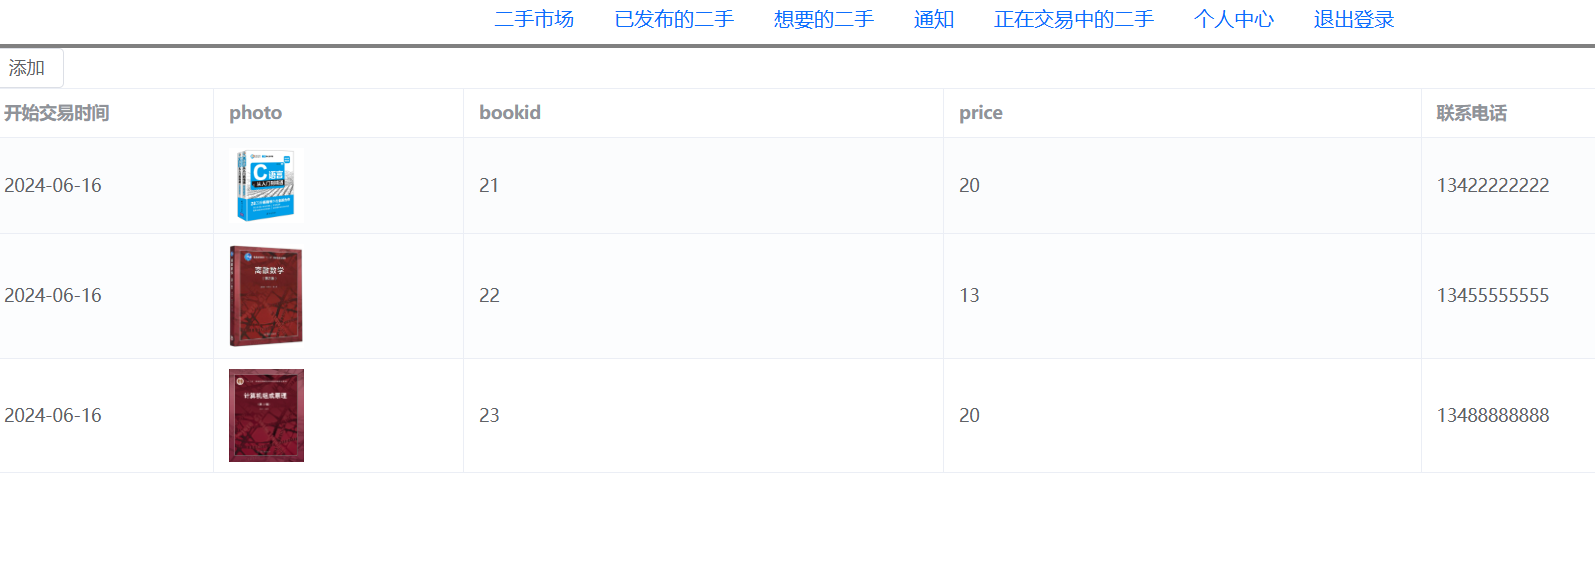 二手市场 已发布的二手 想要的二手 通知 正在交易中的二手 个人中心 退出登录
添加
开始交易时间 photo bookid price 联系电话
C语言
从入门到精通
2024-06-16 21 20 13422222222
高等数学
2024-06-16 22 13 13455555555
计算机组成原理
2024-06-16 23 20 13488888888